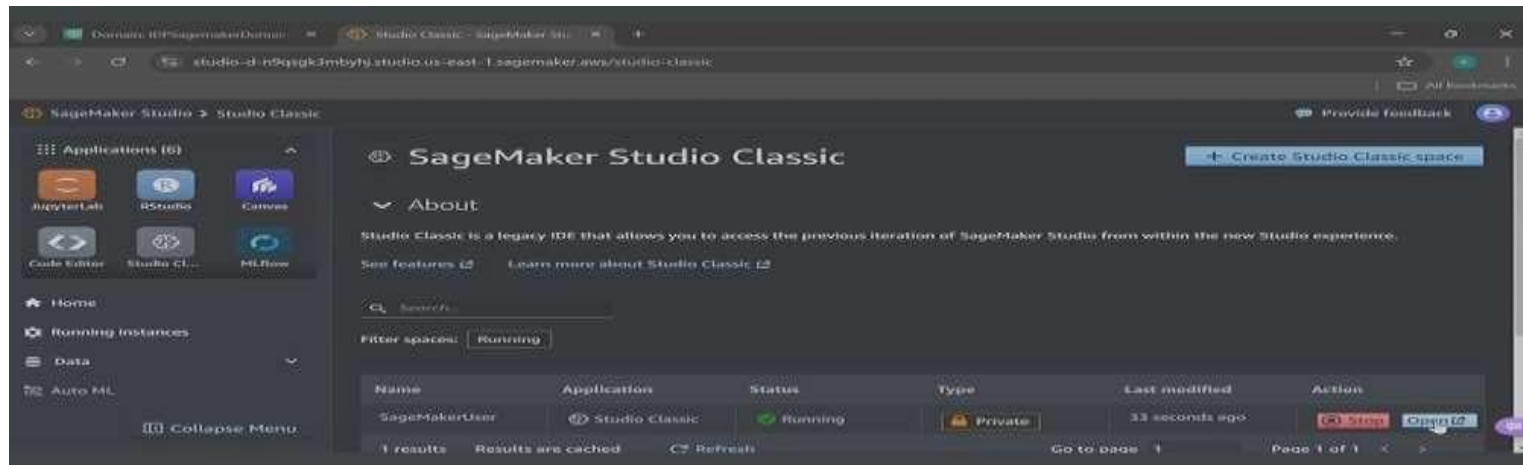 Studio Classic - SageMaker Stu
studio-d-n9qsgk3mbyhj.studio.us-east-1.sagemaker.aws/studio-classic
All Bookmarks
SageMaker Studio > Studio Classic
Provide feedback
Applications (6)
JupyterLab RStudio Canvas
Code Editor Studio Cl... MLflow
Home
Running instances
Data
Auto ML
Collapse Menu
SageMaker Studio Classic
+ Create Studio Classic space
About
Studio Classic is a legacy IDE that allows you to access the previous iteration of SageMaker Studio from within the new Studio experience.
See features Learn more about Studio Classic
Search...
Filter spaces: Running
Name Application Status Type Last modified Action
SageMakerUser Studio Classic Running Private 33 seconds ago Stop Open
1 results Results are cached Refresh Go to page 1 Page 1 of 1 < >